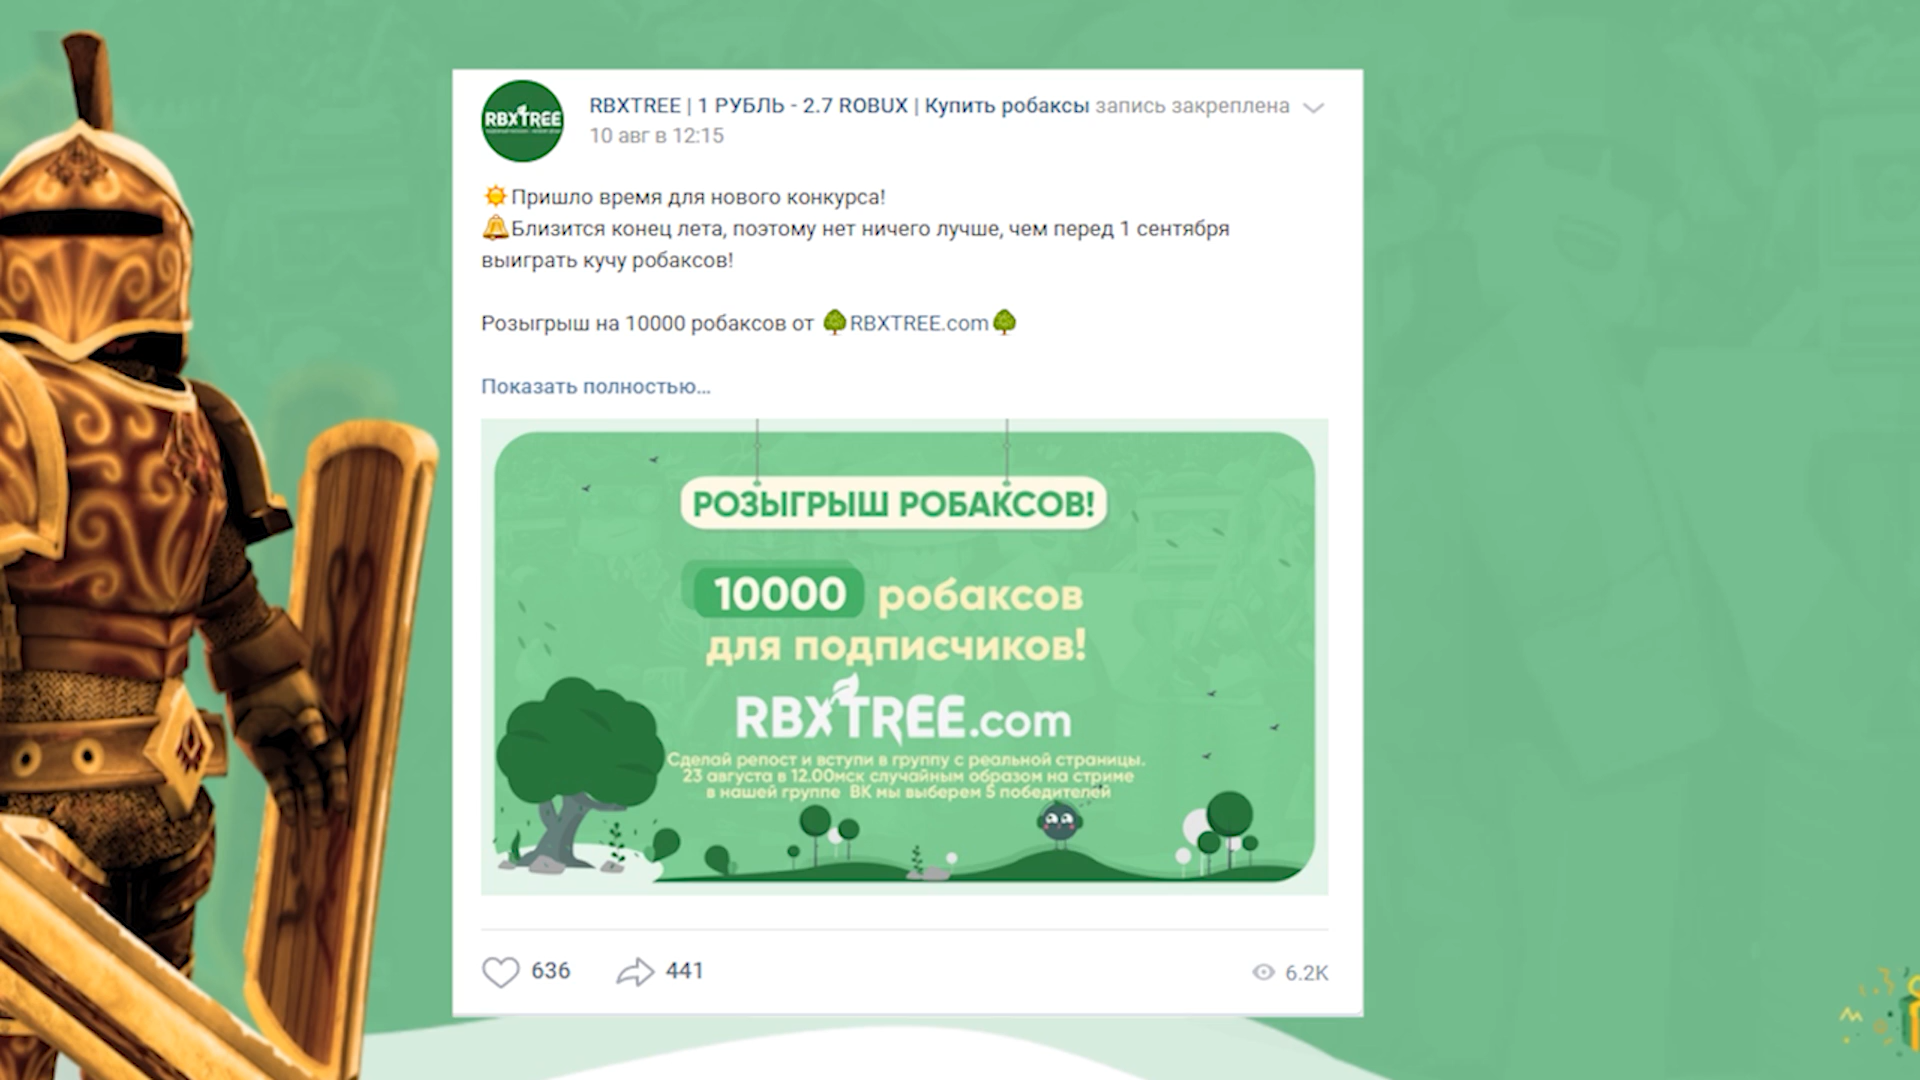 RBXTREE
RBXTREE | 1 РУБЛЬ - 2.7 ROBUX | Купить робаксы запись закреплена
10 авг в 12:15
Пришло время для нового конкурса!
Близится конец лета, поэтому нет ничего лучше, чем перед 1 сентября
выиграть кучу робаксов!
Розыгрыш на 10000 робаксов от RBXTREE.com
Показать полностью...
РОЗЫГРЫШ РОБАКСОВ!
10000 робаксов
для подписчиков!
RBXTREE.com
Сделай репост и вступи в группу с реальной страницы.
23 августа в 12.00мск случайным образом на стриме
в нашей группе ВК мы выберем 5 победителей
636
441
6.2K